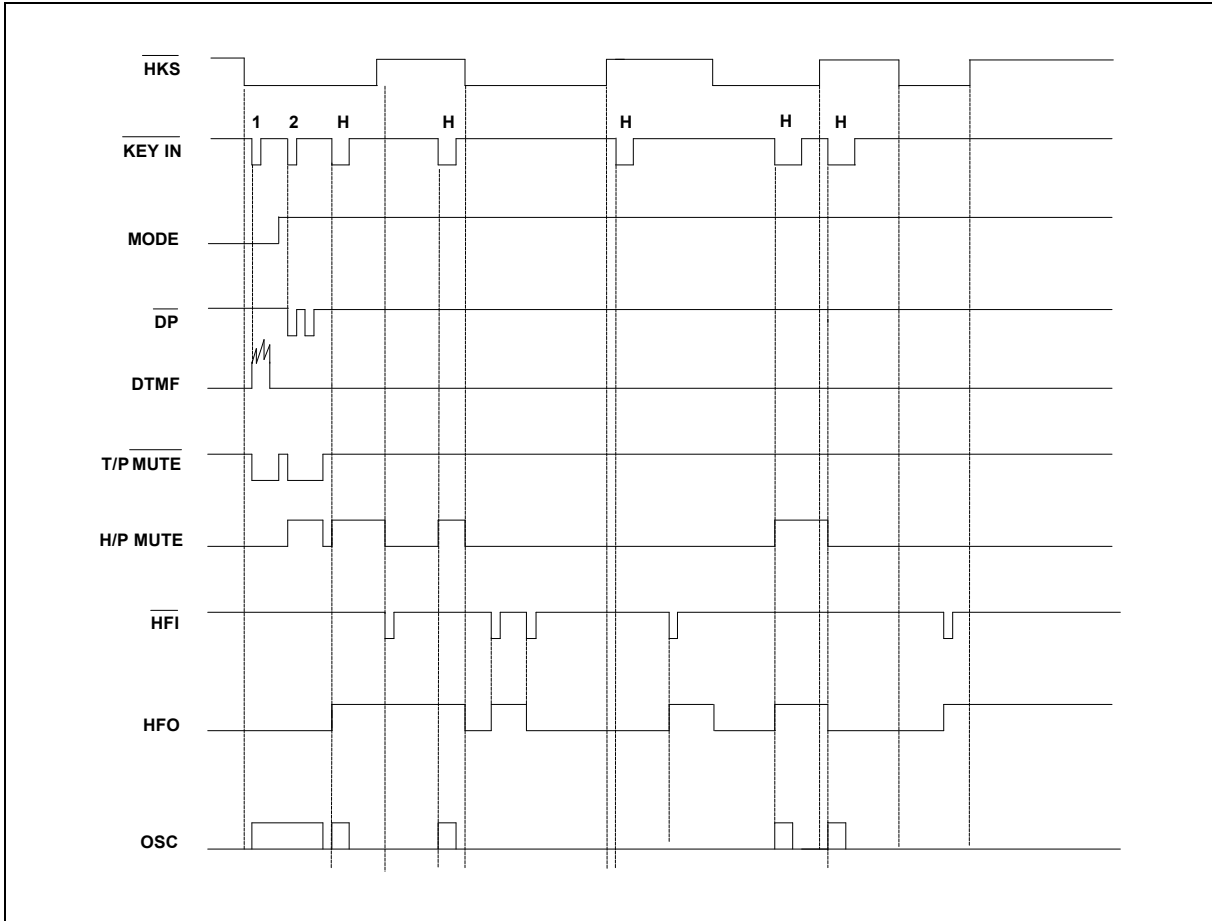 HKS
1 2 H H H H H
KEY IN
MODE
DP
DTMF
T/P MUTE
H/P MUTE
HFI
HFO
OSC